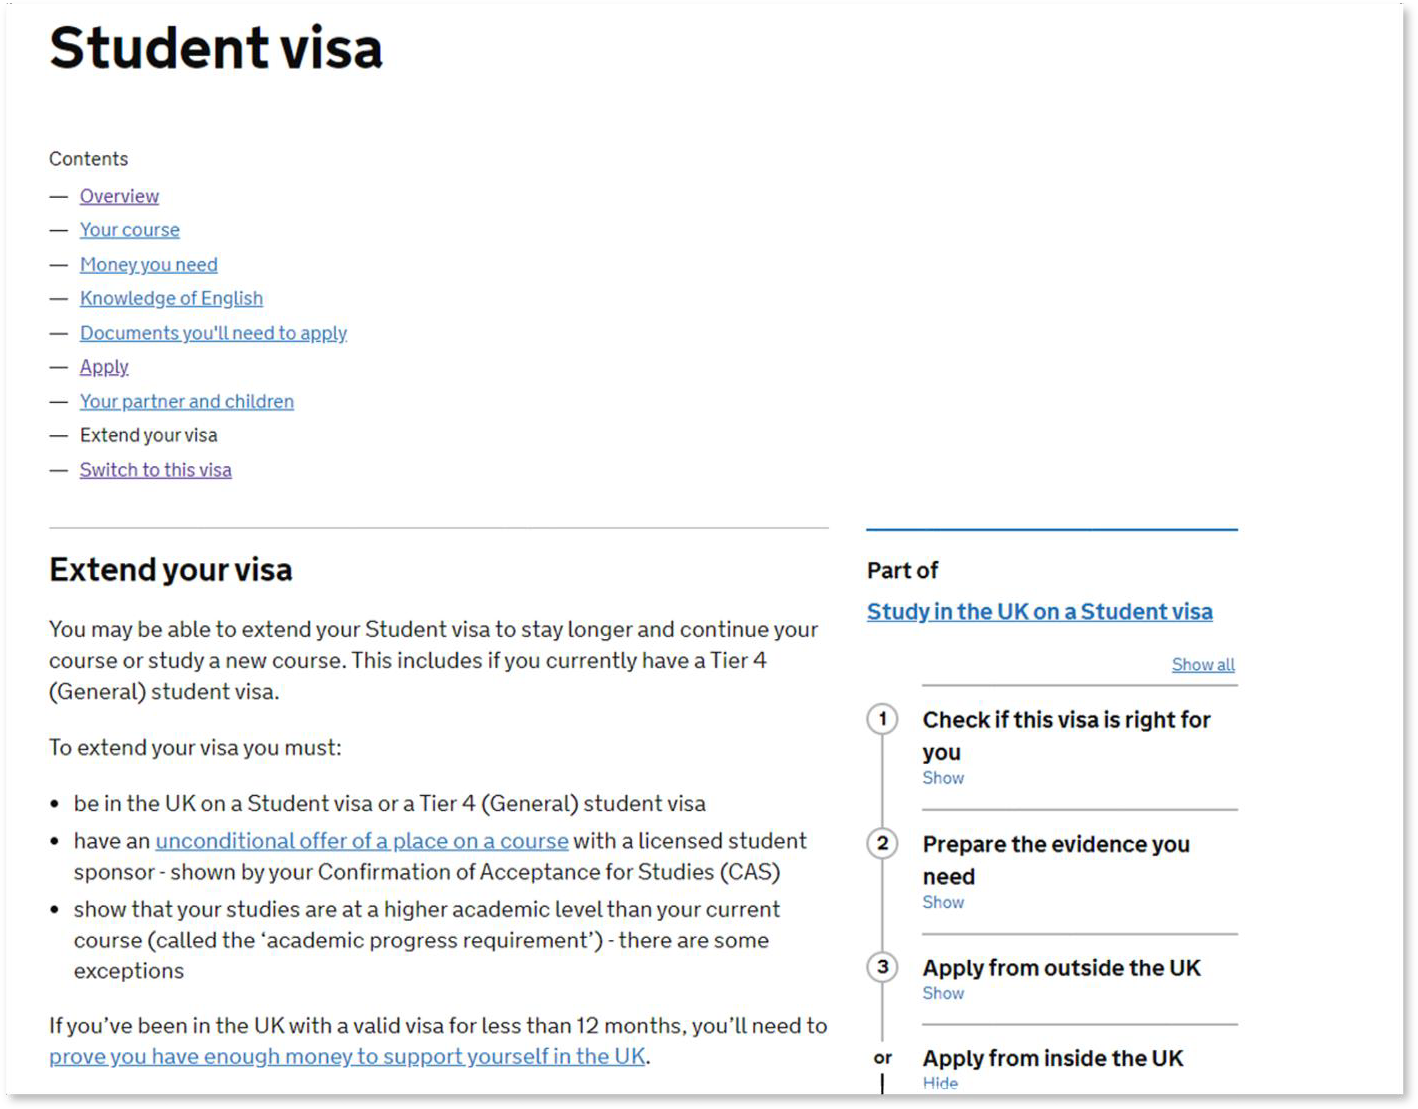 Student visa
Contents
— Overview
— Your course
— Money you need
— Knowledge of English
— Documents you'll need to apply
— Apply
— Your partner and children
— Extend your visa
— Switch to this visa
Extend your visa
You may be able to extend your Student visa to stay longer and continue your
course or study a new course. This includes if you currently have a Tier 4
(General) student visa.
To extend your visa you must:
• be in the UK on a Student visa or a Tier 4 (General) student visa
• have an unconditional offer of a place on a course with a licensed student
sponsor - shown by your Confirmation of Acceptance for Studies (CAS)
• show that your studies are at a higher academic level than your current
course (called the ‘academic progress requirement’) - there are some
exceptions
If you’ve been in the UK with a valid visa for less than 12 months, you’ll need to
prove you have enough money to support yourself in the UK.
Part of
Study in the UK on a Student visa
Show all
1 Check if this visa is right for
you
Show
2 Prepare the evidence you
need
Show
3 Apply from outside the UK
Show
or Apply from inside the UK
Hide